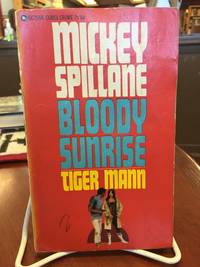 MICKEY
SPILLANE
BLOODY
SUNRISE
TIGER MANN